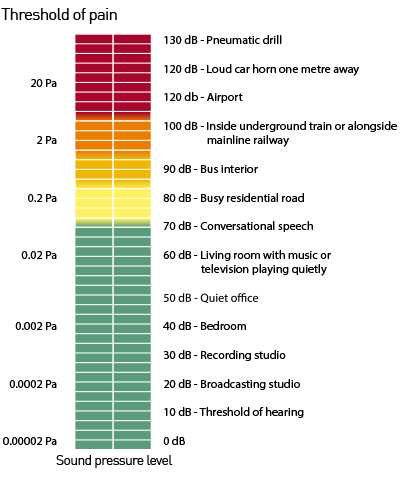 Threshold of pain
130 dB - Pneumatic drill
120 dB - Loud car horn one metre away
20 Pa
120 db - Airport
100 dB - Inside underground train or alongside
mainline railway
2 Pa
90 dB - Bus interior
0.2 Pa
80 dB - Busy residential road
70 dB - Conversational speech
0.02 Pa
60 dB - Living room with music or
television playing quietly
50 dB - Quiet office
0.002 Pa
40 dB - Bedroom
30 dB - Recording studio
0.0002 Pa
20 dB - Broadcasting studio
10 dB - Threshold of hearing
0.00002 Pa
0 dB
Sound pressure level